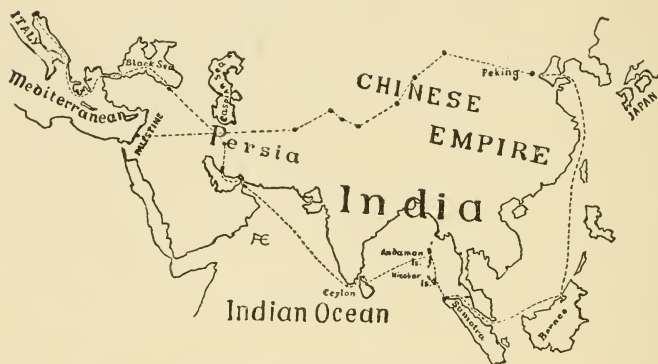 ITALY
Black Sea
Mediterranean
Caspian
Sea
PALESTINE
Persia
CHINESE
EMPIRE
Peking
JAPAN
India
Æ
Andaman
Is.
Nicobar
Is.
Ceylon
Indian Ocean
Sumatra
Borneo